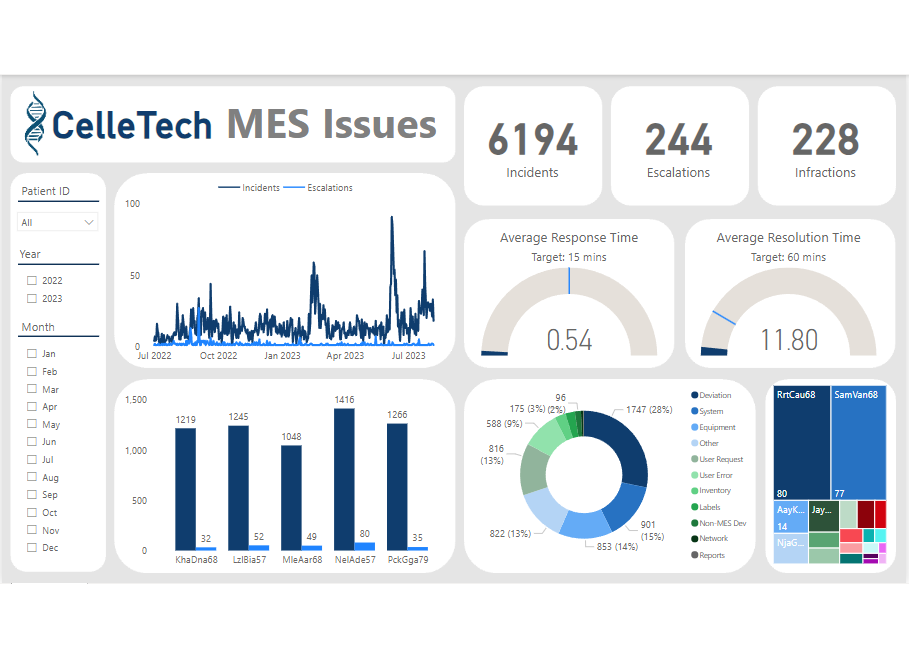 CelleTech MES Issues
6194
Incidents
244
Escalations
228
Infractions
Patient ID
All
Year
2022
2023
Month
Jan
Feb
Mar
Apr
May
Jun
Jul
Aug
Sep
Oct
Nov
Dec
Incidents Escalations
100
50
0
Jul 2022 Oct 2022 Jan 2023 Apr 2023 Jul 2023
Average Response Time
Target: 15 mins
0.54
Average Resolution Time
Target: 60 mins
11.80
1,500
1,000
500
0
1219 32
1245 52
1048 49
1416 80
1266 35
KhaDna68 LzlBia57 MleAar68 NelAde57 PckGga79
1747 (28%)
901
(15%)
853 (14%)
822 (13%)
816
(13%)
588 (9%)
175 (3%)
96
(2%)
Deviation
System
Equipment
Other
User Request
User Error
Inventory
Labels
Non-MES Dev
Network
Reports
RrtCau68
80
SamVan68
77
AayK...
14
Jay...
NjaG...